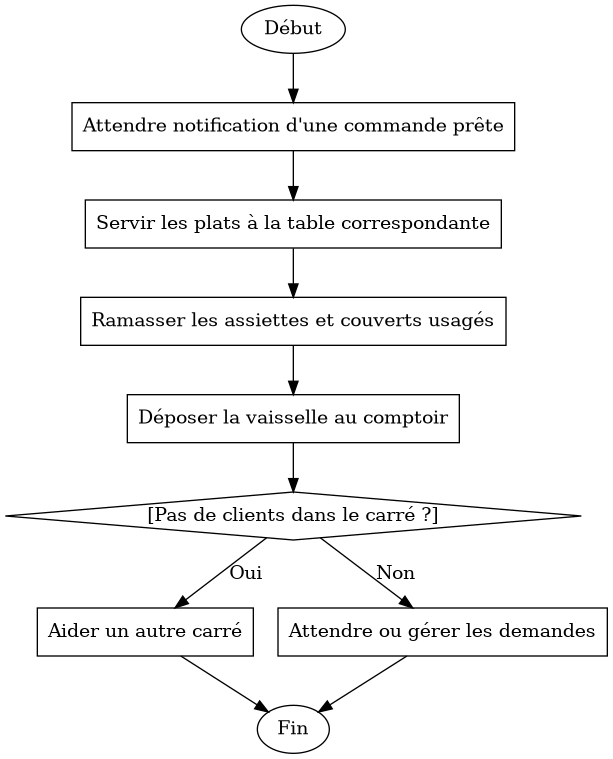 Début
Attendre notification d'une commande prête
Servir les plats à la table correspondante
Ramasser les assiettes et couverts usagés
Déposer la vaisselle au comptoir
[Pas de clients dans le carré ?]
Oui
Non
Aider un autre carré
Attendre ou gérer les demandes
Fin